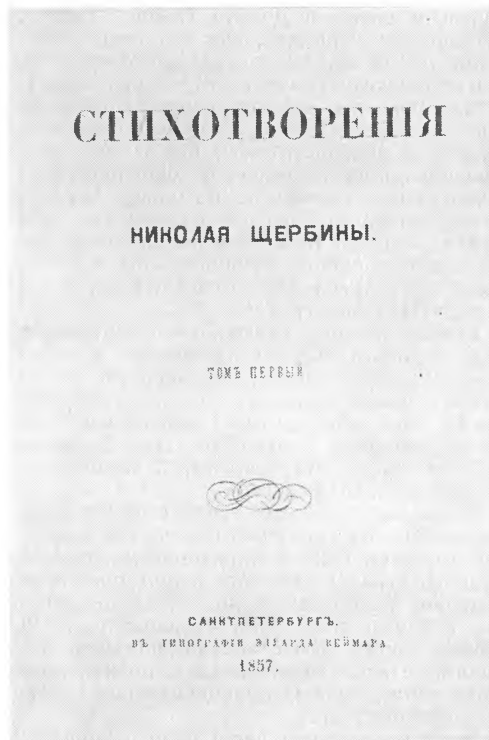 СТИХОТВОРЕНІЯ
НИКОЛАЯ ЩЕРБИНЫ.
ТОМЪ ПЕРВЫЙ
САНКТПЕТЕРБУРГЪ.
ВЪ ТИПОГРАФІИ ЭДУАРДА ВЕЙМАРА
1857.